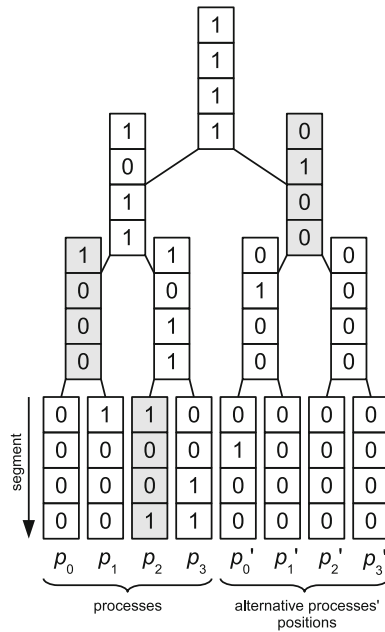 1
1
1
1
1 0
0 1
1 0
1 0
1 1 0 0
0 0 1 0
0 1 0 0
0 1 0 0
segment
0 1 1 0 0 0 0 0
0 0 0 0 1 0 0 0
0 0 0 1 0 0 0 0
0 0 1 1 0 0 0 0
p0 p1 p2 p3 p0' p1' p2' p3'
processes alternative processes'
positions